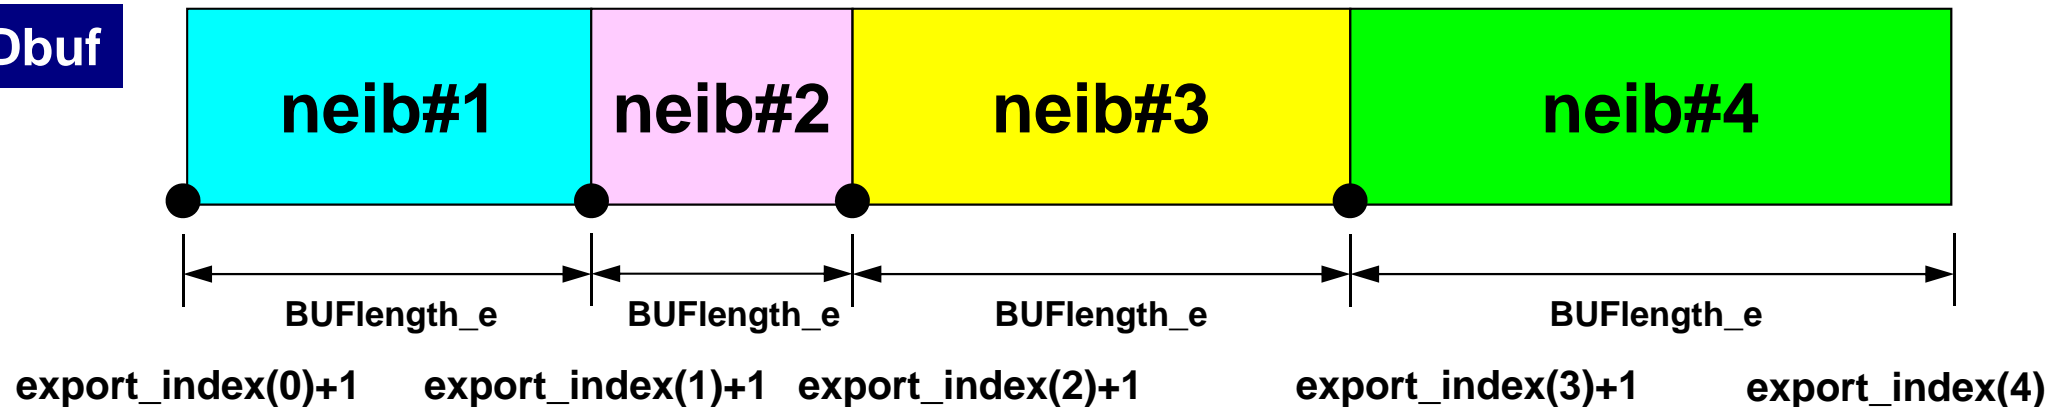 Dbuf
neib#1 neib#2 neib#3 neib#4
BUFlength_e BUFlength_e BUFlength_e BUFlength_e
export_index(0)+1 export_index(1)+1 export_index(2)+1 export_index(3)+1 export_index(4)